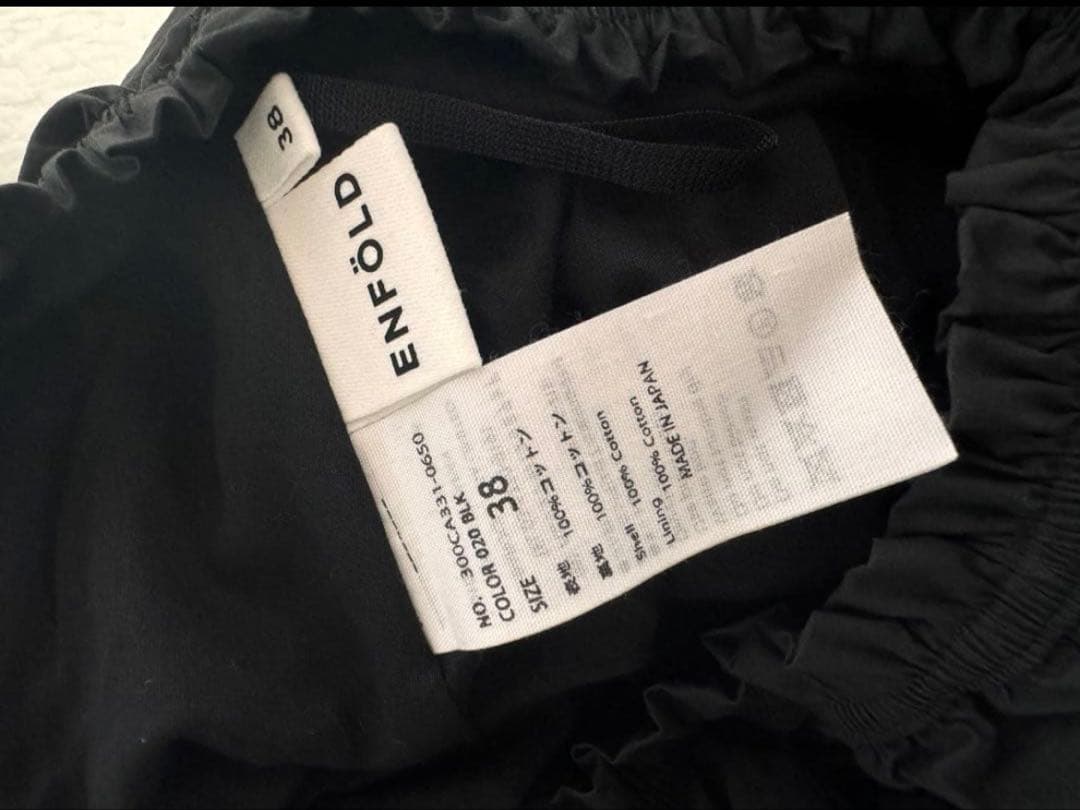 38
ENFÖLD
NO. 300CA331-0650
COLOR 020 BLK
SIZE 38
表地 100%コットン
裏地 100%コットン
Shell 100% Cotton
Lining 100% Cotton
MADE IN JAPAN